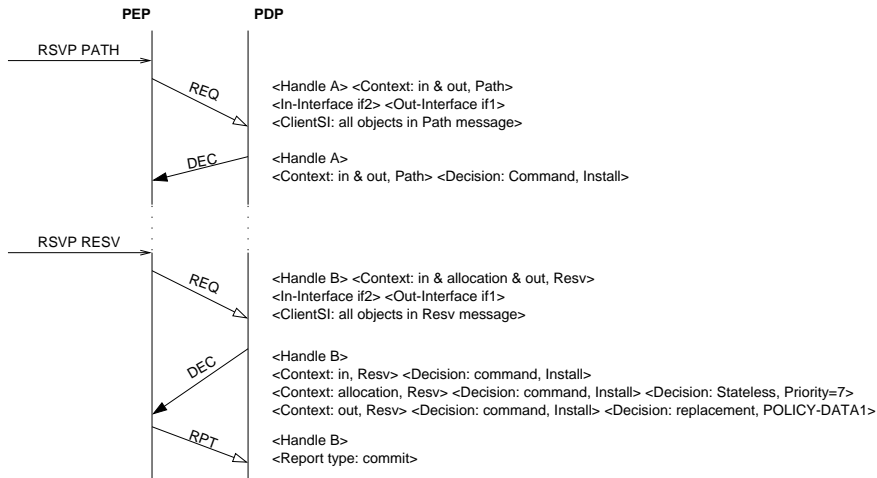 PEP PDP
RSVP PATH
REQ
<Handle A> <Context: in & out, Path>
<In-Interface if2> <Out-Interface if1>
<ClientSI: all objects in Path message>
DEC
<Handle A>
<Context: in & out, Path> <Decision: Command, Install>
RSVP RESV
REQ
<Handle B> <Context: in & allocation & out, Resv>
<In-Interface if2> <Out-Interface if1>
<ClientSI: all objects in Resv message>
DEC
<Handle B>
<Context: in, Resv> <Decision: command, Install>
<Context: allocation, Resv> <Decision: command, Install> <Decision: Stateless, Priority=7>
<Context: out, Resv> <Decision: command, Install> <Decision: replacement, POLICY-DATA1>
RPT
<Handle B>
<Report type: commit>